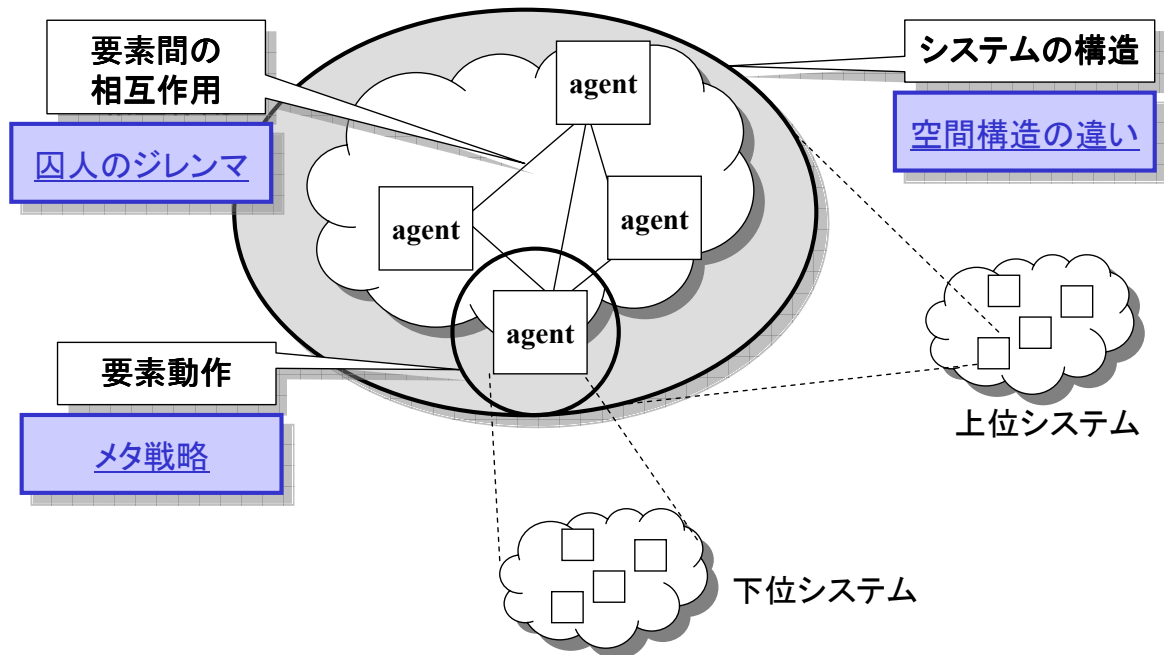 要素間の
相互作用
囚人のジレンマ
システムの構造
空間構造の違い
agent
agent
agent
agent
要素動作
メタ戦略
上位システム
下位システム